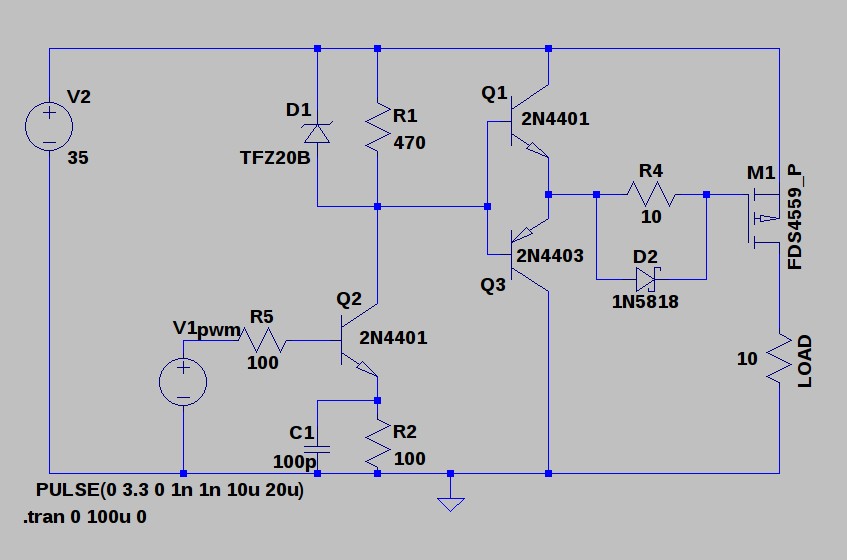 V2
35
D1
TFZ20B
R1
470
Q1
2N4401
R4
10
M1
FDS4559_P
2N4403
Q3
D2
1N5818
Q2
2N4401
V1
pwm
R5
100
10
LOAD
C1
100p
R2
100
PULSE(0 3.3 0 1n 1n 10u 20u)
.tran 0 100u 0